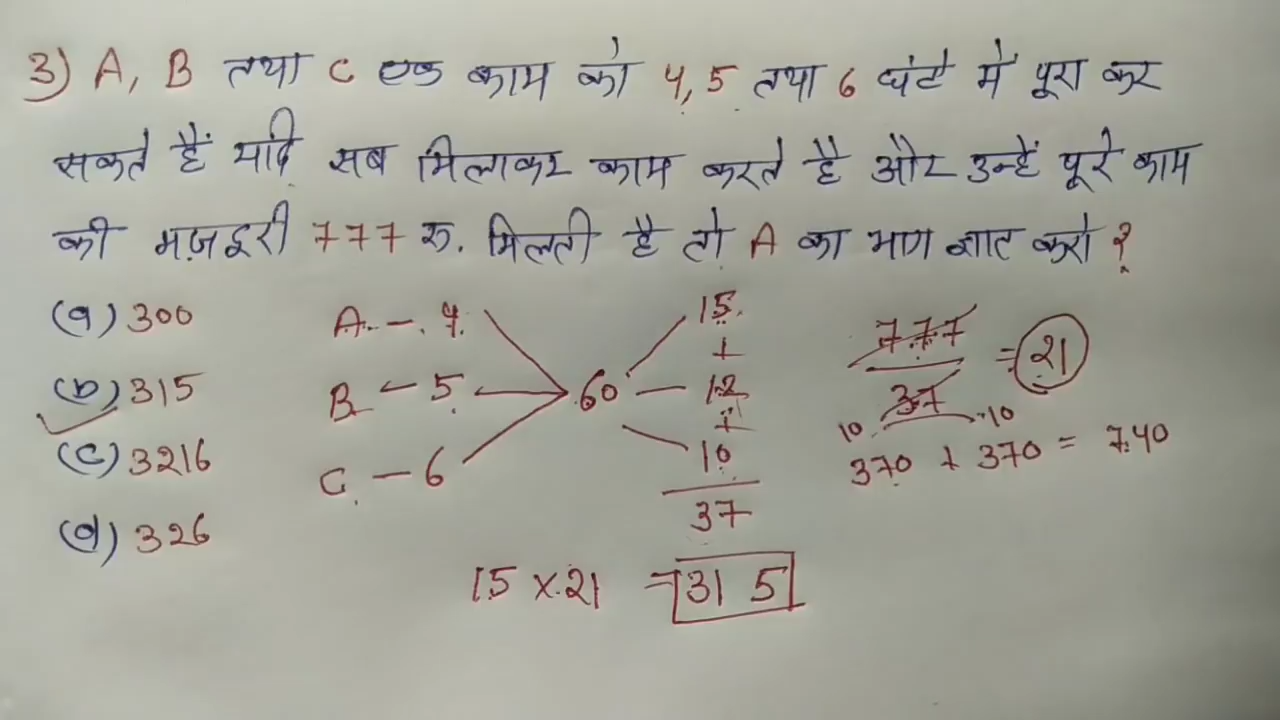 3) A, B तथा C एक काम को 4,5 तथा 6 घंटे में पूरा कर
सकते हैं यदि सब मिलाकर काम करते है और उन्हें पूरे काम
की मज़दूरी 777 रु. मिलती है तो A का भाग ज्ञात करो ?
(a) 300
(b) 315
(c) 3216
(d) 326
A - 4
B - 5
C - 6
60
15
+
12
+
10
37
777
37
= 21
10 10
370 + 370 = 740
15 x 21 = 315